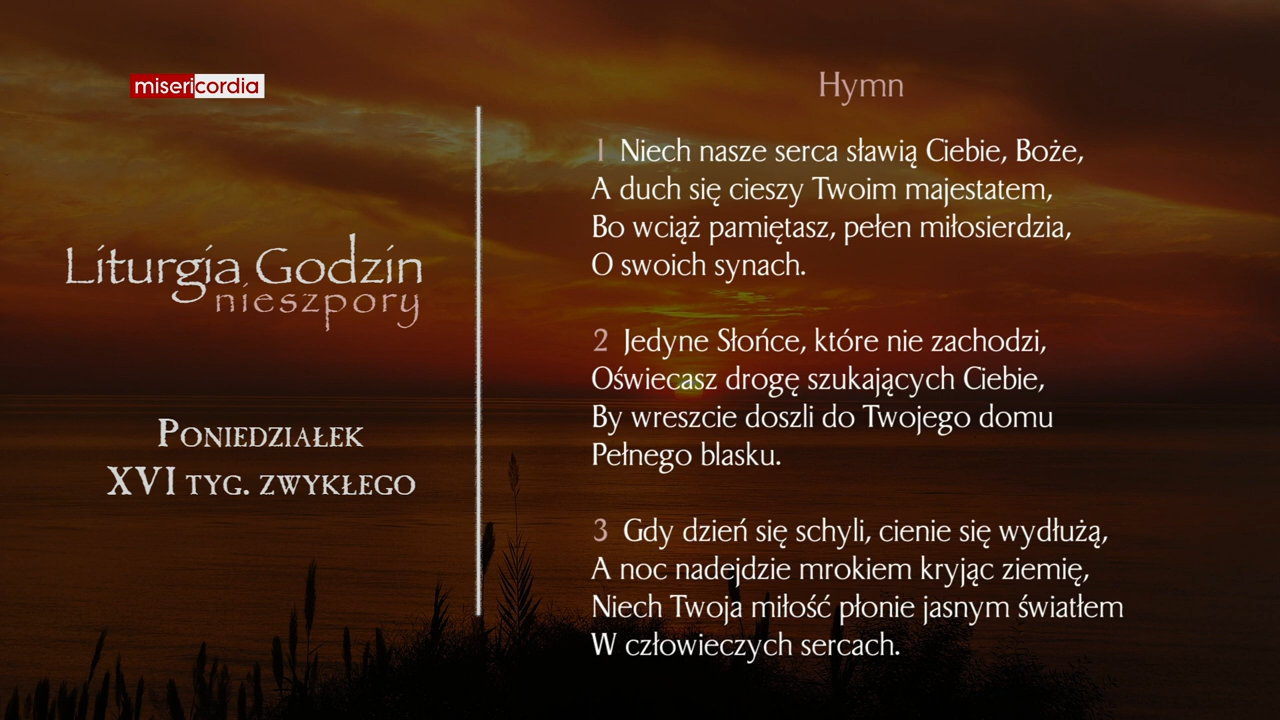 misericordia
Liturgia Godzin
nieszpory
Poniedziałek
XVI tyg. zwykłego
Hymn
1 Niech nasze serca sławią Ciebie, Boże,
A duch się cieszy Twoim majestatem,
Bo wciąż pamiętasz, pełen miłosierdzia,
O swoich synach.
2 Jedyne Słońce, które nie zachodzi,
Oświecasz drogę szukających Ciebie,
By wreszcie doszli do Twojego domu
Pełnego blasku.
3 Gdy dzień się schyli, cienie się wydłużą,
A noc nadejdzie mrokiem kryjąc ziemię,
Niech Twoja miłość płonie jasnym światłem
W człowieczych sercach.